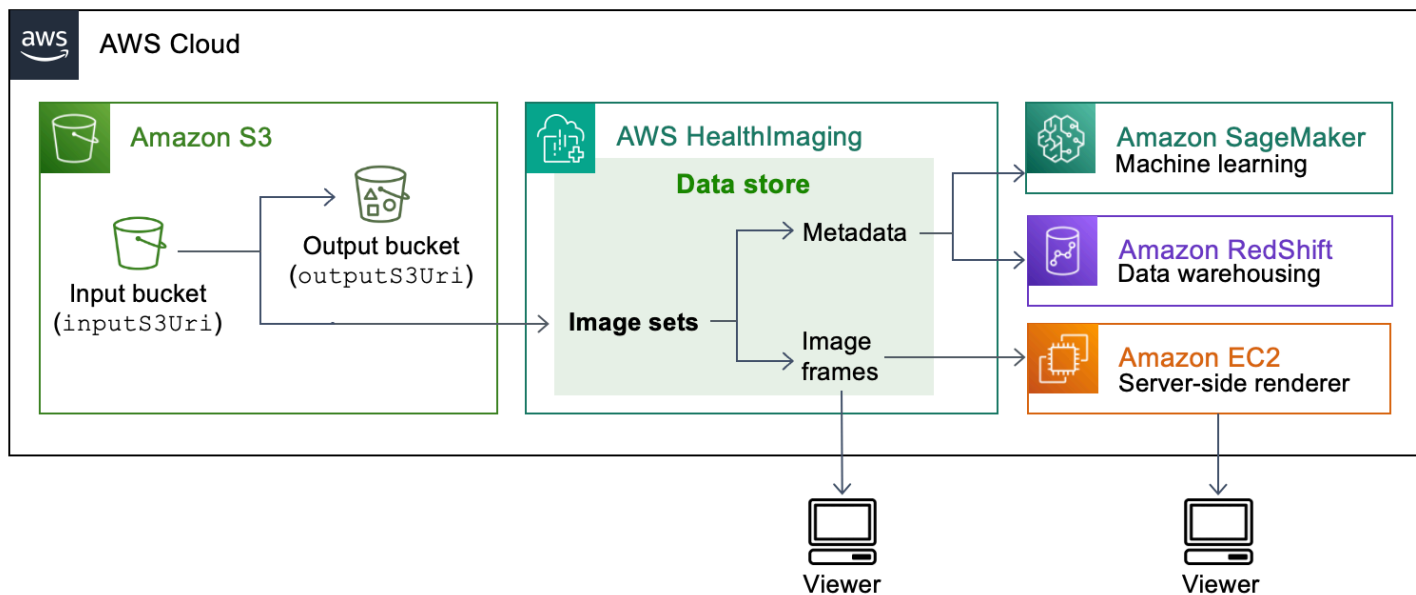 aws
AWS Cloud
Amazon S3
Output bucket
(outputS3Uri)
Input bucket
(inputS3Uri)
AWS HealthImaging
Data store
Metadata
Image sets
Image
frames
Amazon SageMaker
Machine learning
Amazon RedShift
Data warehousing
Amazon EC2
Server-side renderer
Viewer
Viewer